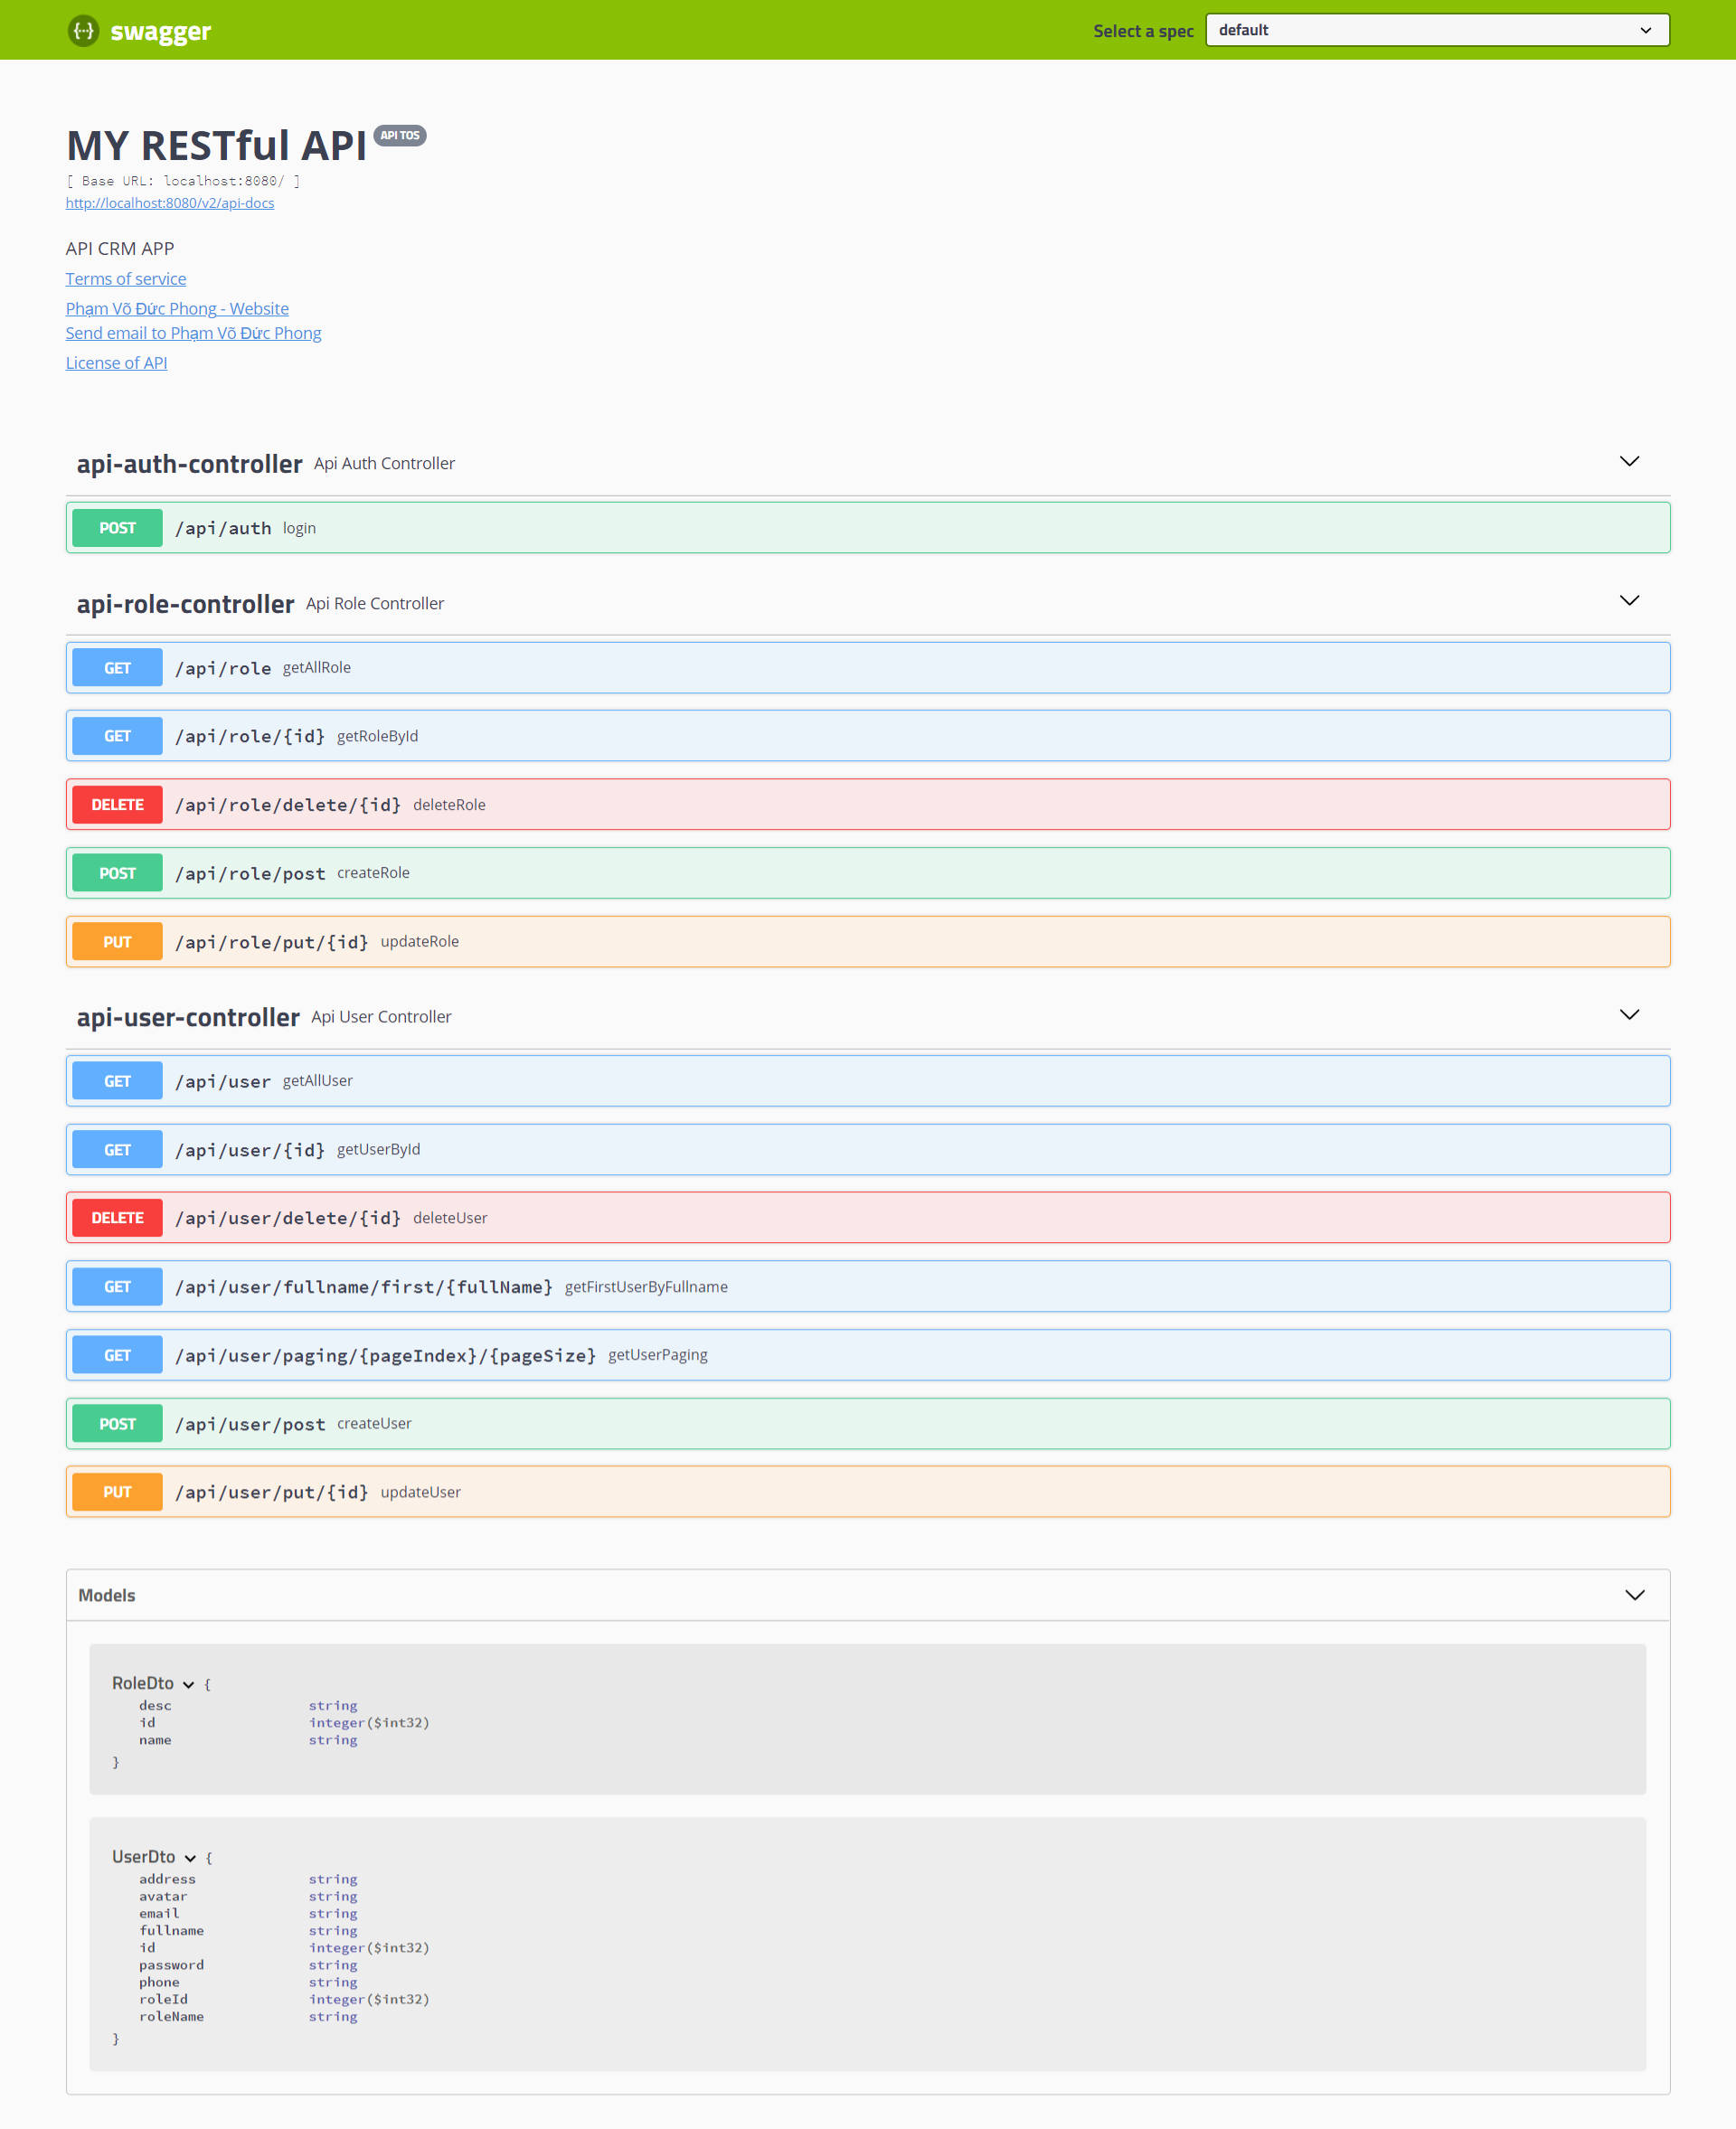 swagger
Select a spec default
MY RESTful API API TOS
[ Base URL: localhost:8080/ ]
http://localhost:8080/v2/api-docs
API CRM APP
Terms of service
Phạm Võ Đức Phong - Website
Send email to Phạm Võ Đức Phong
License of API
api-auth-controller Api Auth Controller
POST /api/auth login
api-role-controller Api Role Controller
GET /api/role getAllRole
GET /api/role/{id} getRoleById
DELETE /api/role/delete/{id} deleteRole
POST /api/role/post createRole
PUT /api/role/put/{id} updateRole
api-user-controller Api User Controller
GET /api/user getAllUser
GET /api/user/{id} getUserById
DELETE /api/user/delete/{id} deleteUser
GET /api/user/fullname/first/{fullName} getFirstUserByFullname
GET /api/user/paging/{pageIndex}/{pageSize} getUserPaging
POST /api/user/post createUser
PUT /api/user/put/{id} updateUser
Models
RoleDto {
desc string
id integer($int32)
name string
}
UserDto {
address string
avatar string
email string
fullname string
id integer($int32)
password string
phone string
roleId integer($int32)
roleName string
}